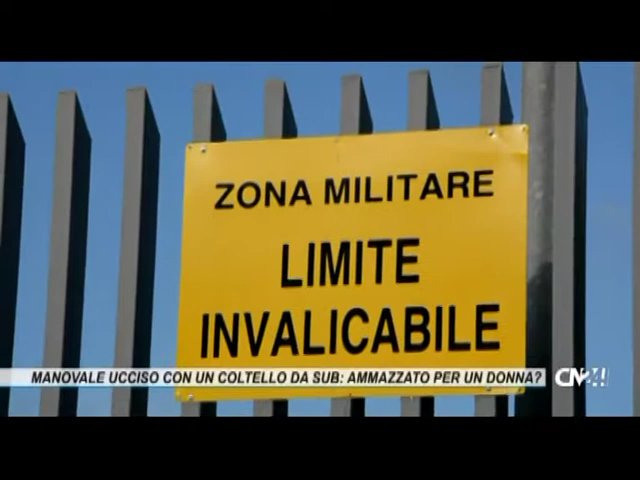 ZONA MILITARE
LIMITE
INVALICABILE
MANOVALE UCCISO CON UN COLTELLO DA SUB: AMMAZZATO PER UN DONNA?
CN24!